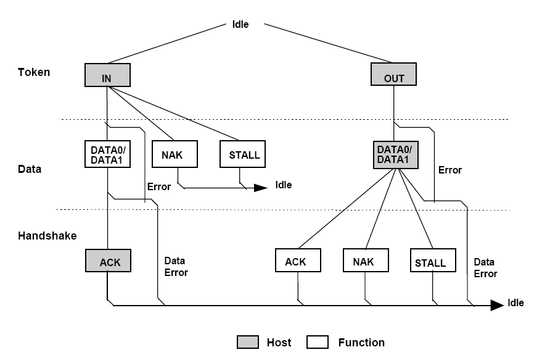 Idle
Token
IN
OUT
Data
DATA0/
DATA1
NAK
STALL
DATA0/
DATA1
Error
Idle
Error
Handshake
ACK
Data
Error
ACK
NAK
STALL
Data
Error
Idle
Host
Function